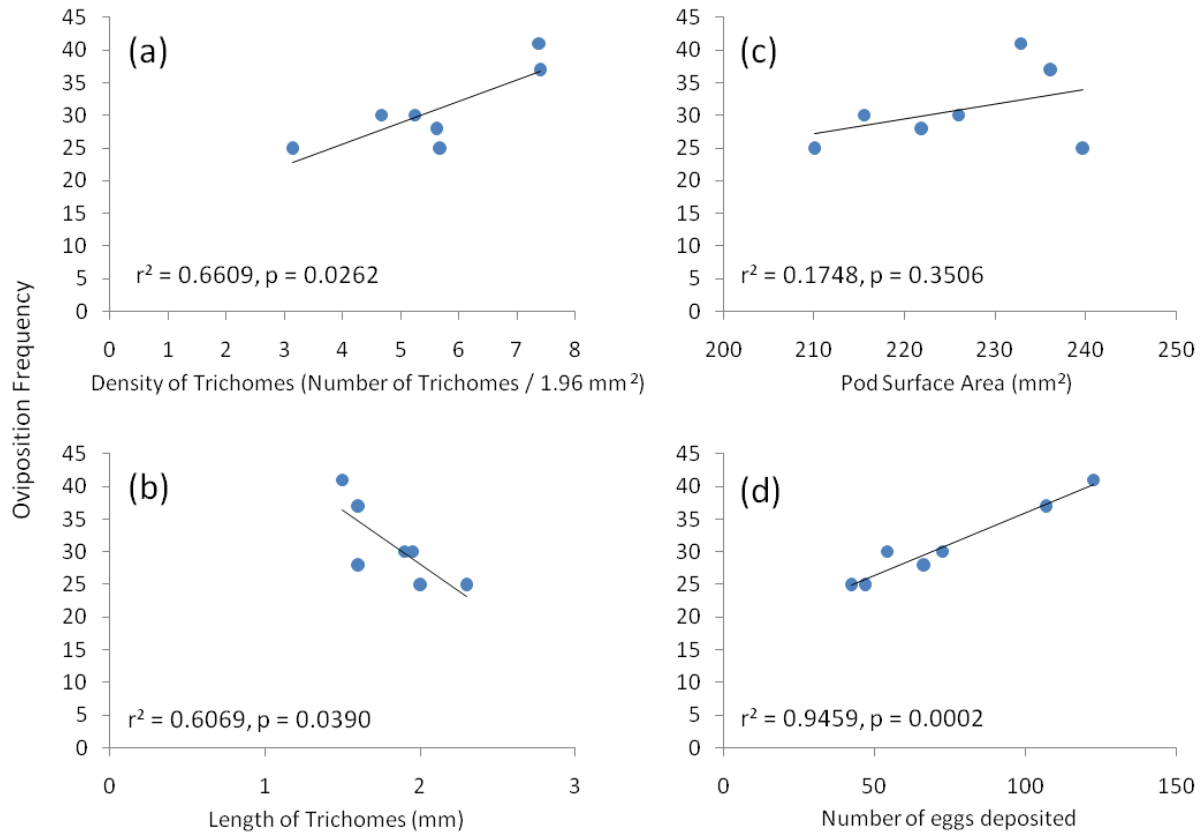 45
40
35
30
25
20
15
10
5
0
(a)
r² = 0.6609, p = 0.0262
0 1 2 3 4 5 6 7 8
Density of Trichomes (Number of Trichomes / 1.96 mm²)
45
40
35
30
25
20
15
10
5
0
(c)
r² = 0.1748, p = 0.3506
200 210 220 230 240 250
Pod Surface Area (mm²)
Oviposition Frequency
45
40
35
30
25
20
15
10
5
0
(b)
r² = 0.6069, p = 0.0390
0 1 2 3
Length of Trichomes (mm)
45
40
35
30
25
20
15
10
5
0
(d)
r² = 0.9459, p = 0.0002
0 50 100 150
Number of eggs deposited